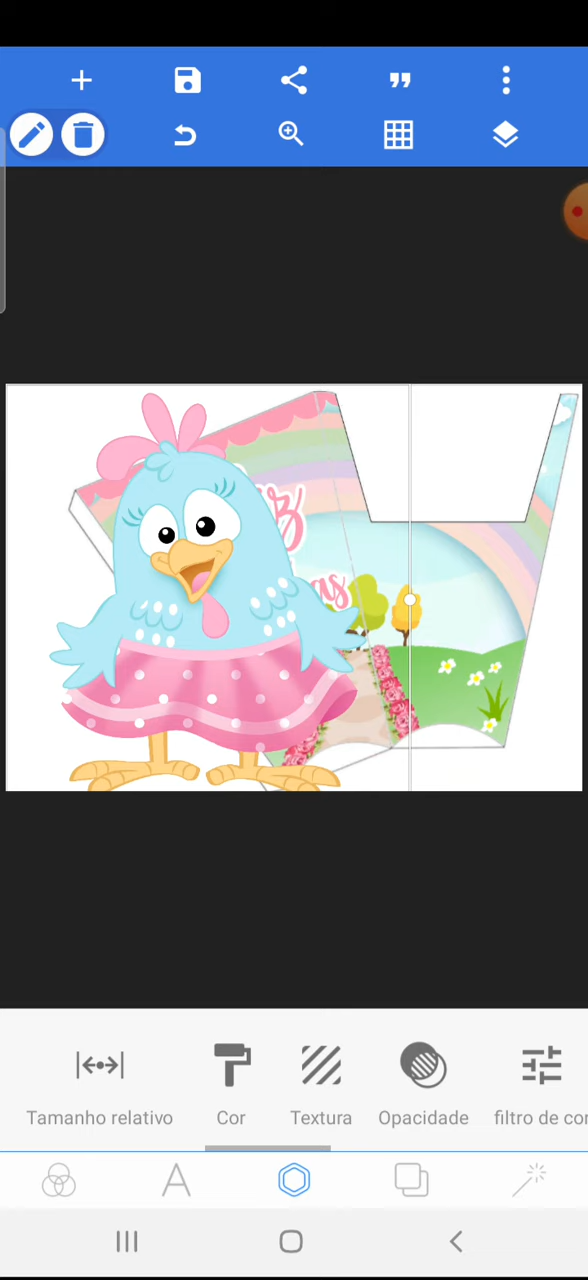 Tamanho relativo
Cor
Textura
Opacidade
filtro de cor